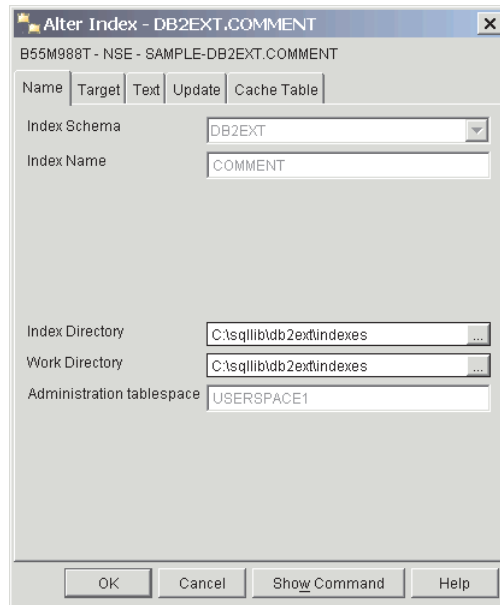 Alter Index - DB2EXT.COMMENT
B55M988T - NSE - SAMPLE-DB2EXT.COMMENT
Name Target Text Update Cache Table
Index Schema DB2EXT
Index Name COMMENT
Index Directory C:\sqllib\db2ext\indexes ...
Work Directory C:\sqllib\db2ext\indexes ...
Administration tablespace USERSPACE1
OK Cancel Show Command Help